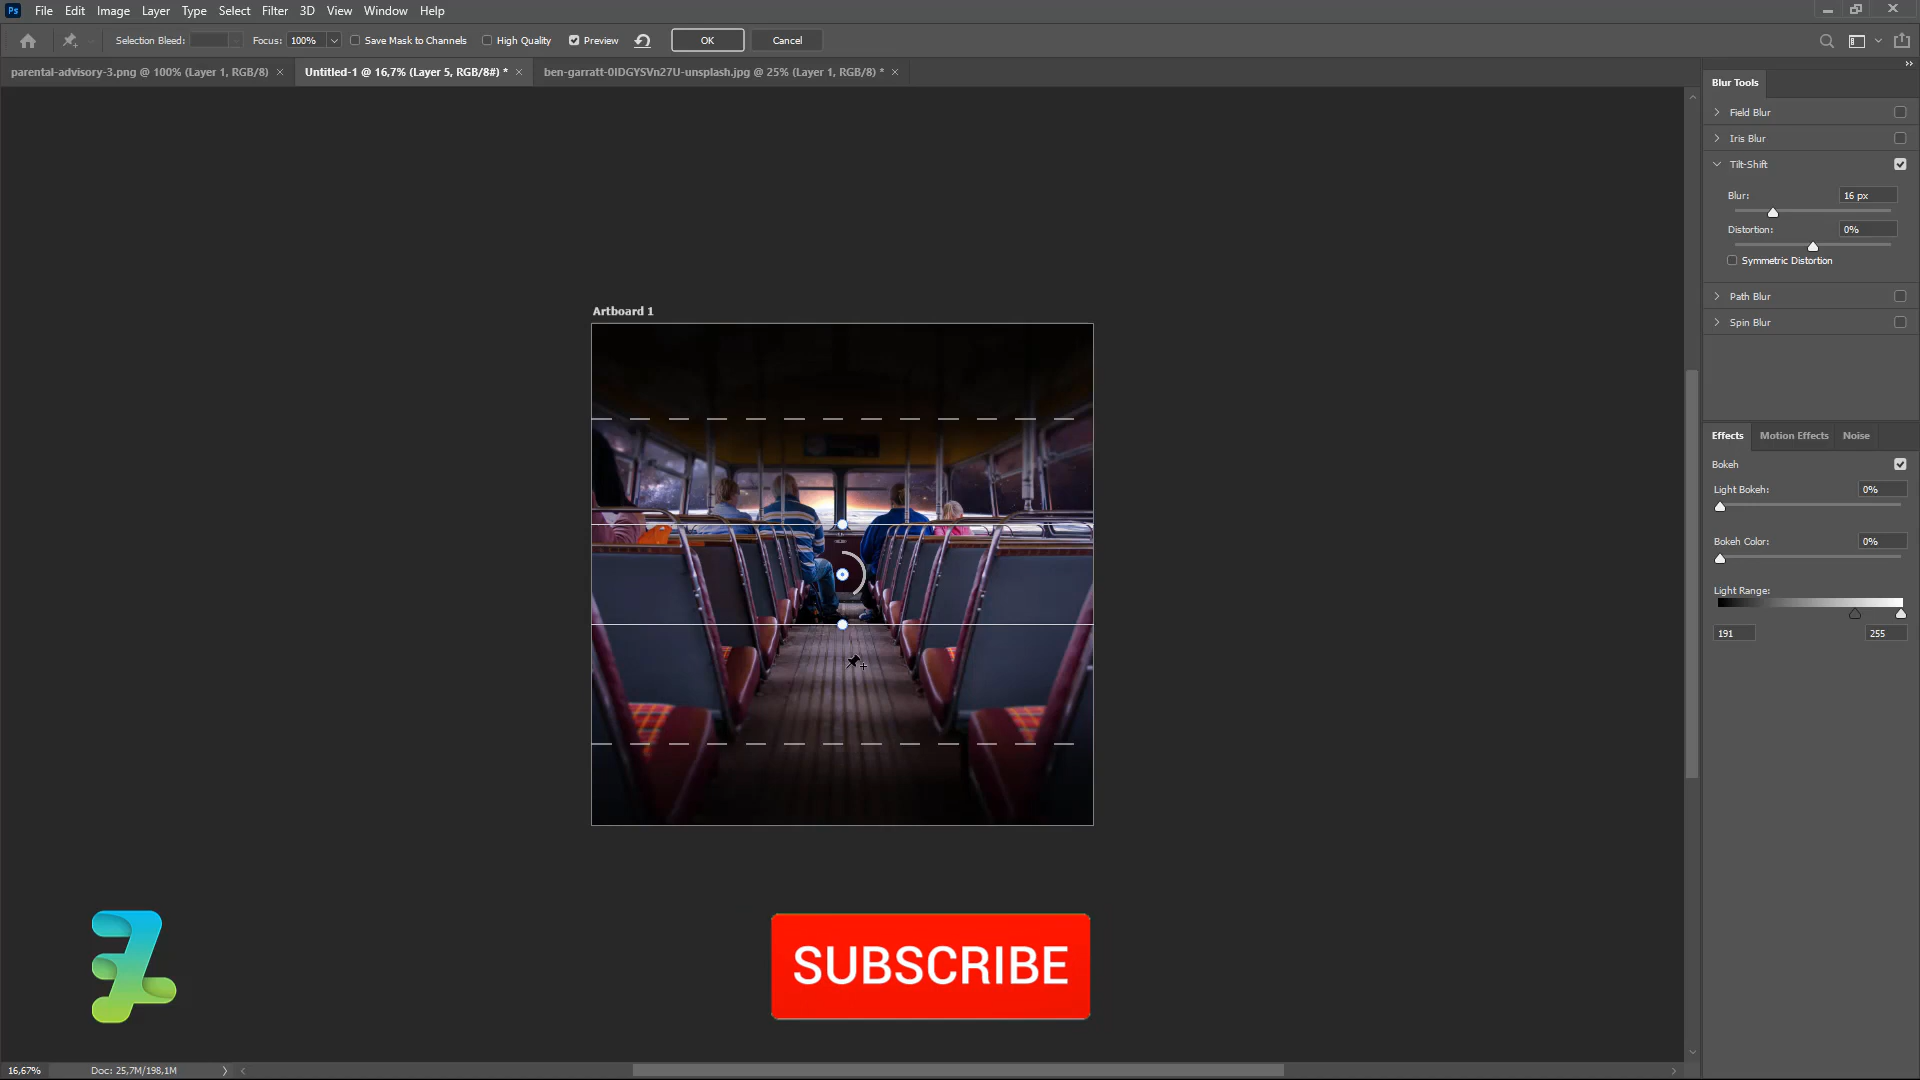 Ps File Edit Image Layer Type Select Filter 3D View Window Help
Selection Bleed: Focus: 100% Save Mask to Channels High Quality Preview OK Cancel
parental-advisory-3.png @ 100% (Layer 1, RGB/8) × Untitled-1 @ 16,7% (Layer 5, RGB/8#) * × ben-garratt-0IDGYSVn27U-unsplash.jpg @ 25% (Layer 1, RGB/8) * ×
Blur Tools
Field Blur
Iris Blur
Tilt-Shift
Blur: 16 px
Distortion: 0%
Symmetric Distortion
Path Blur
Spin Blur
Artboard 1
Effects Motion Effects Noise
Bokeh
Light Bokeh: 0%
Bokeh Color: 0%
Light Range:
191 255
SUBSCRIBE
16,67% Doc: 25,7M/198,1M